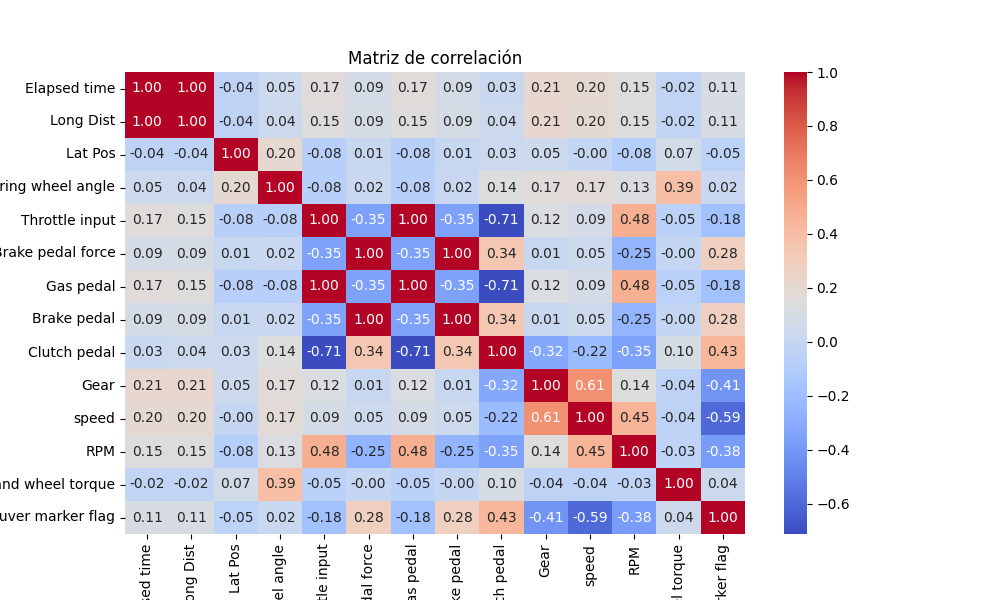 Matriz de correlación
Elapsed time 1.00 1.00 -0.04 0.05 0.17 0.09 0.17 0.09 0.03 0.21 0.20 0.15 -0.02 0.11
Long Dist 1.00 1.00 -0.04 0.04 0.15 0.09 0.15 0.09 0.04 0.21 0.20 0.15 -0.02 0.11
Lat Pos -0.04 -0.04 1.00 0.20 -0.08 0.01 -0.08 0.01 0.03 0.05 -0.00 -0.08 0.07 -0.05
ring wheel angle 0.05 0.04 0.20 1.00 -0.08 0.02 -0.08 0.02 0.14 0.17 0.17 0.13 0.39 0.02
Throttle input 0.17 0.15 -0.08 -0.08 1.00 -0.35 1.00 -0.35 -0.71 0.12 0.09 0.48 -0.05 -0.18
Brake pedal force 0.09 0.09 0.01 0.02 -0.35 1.00 -0.35 1.00 0.34 0.01 0.05 -0.25 -0.00 0.28
Gas pedal 0.17 0.15 -0.08 -0.08 1.00 -0.35 1.00 -0.35 -0.71 0.12 0.09 0.48 -0.05 -0.18
Brake pedal 0.09 0.09 0.01 0.02 -0.35 1.00 -0.35 1.00 0.34 0.01 0.05 -0.25 -0.00 0.28
Clutch pedal 0.03 0.04 0.03 0.14 -0.71 0.34 -0.71 0.34 1.00 -0.32 -0.22 -0.35 0.10 0.43
Gear 0.21 0.21 0.05 0.17 0.12 0.01 0.12 0.01 -0.32 1.00 0.61 0.14 -0.04 -0.41
speed 0.20 0.20 -0.00 0.17 0.09 0.05 0.09 0.05 -0.22 0.61 1.00 0.45 -0.04 -0.59
RPM 0.15 0.15 -0.08 0.13 0.48 -0.25 0.48 -0.25 -0.35 0.14 0.45 1.00 -0.03 -0.38
and wheel torque -0.02 -0.02 0.07 0.39 -0.05 -0.00 -0.05 -0.00 0.10 -0.04 -0.04 -0.03 1.00 0.04
uver marker flag 0.11 0.11 -0.05 0.02 -0.18 0.28 -0.18 0.28 0.43 -0.41 -0.59 -0.38 0.04 1.00
sed time
ong Dist
Lat Pos
el angle
tle input
dal force
as pedal
ke pedal
ch pedal
Gear
speed
RPM
l torque
rker flag
1.0
0.8
0.6
0.4
0.2
0.0
-0.2
-0.4
-0.6